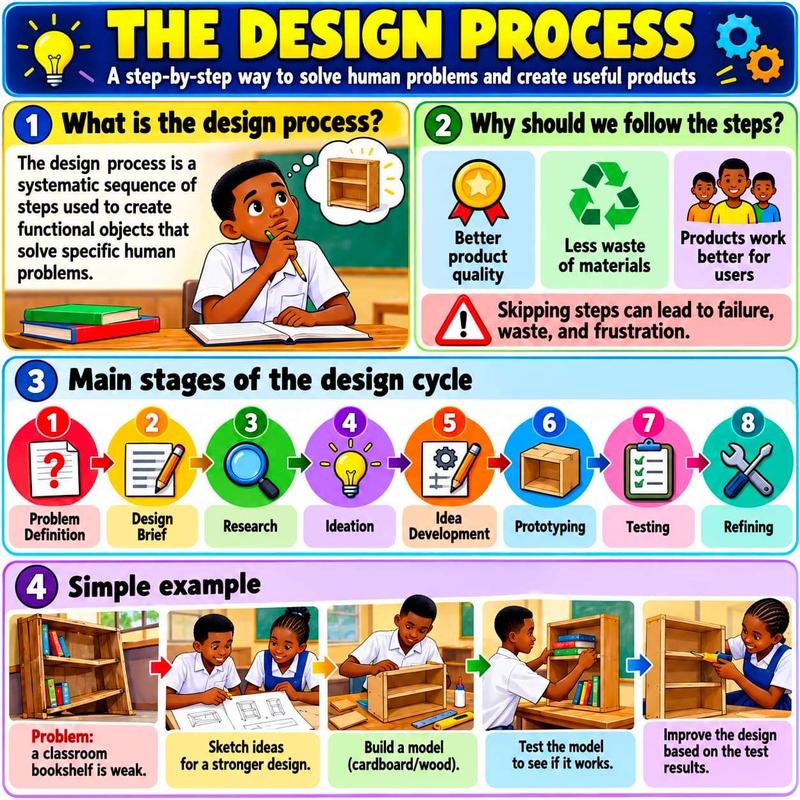 THE DESIGN PROCESS
A step-by-step way to solve human problems and create useful products
1 What is the design process?
The design process is a
systematic sequence of
steps used to create
functional objects that
solve specific human
problems.
2 Why should we follow the steps?
Better
product
quality
Less waste
of materials
Products work
better for
users
Skipping steps can lead to failure,
waste, and frustration.
3 Main stages of the design cycle
1
Problem
Definition
2
Design
Brief
3
Research
4
Ideation
5
Idea
Development
6
Prototyping
7
Testing
8
Refining
4 Simple example
Problem:
a classroom
bookshelf is weak.
Sketch ideas
for a stronger design.
Build a model
(cardboard/wood).
Test the model
to see if it works.
Improve the design
based on the test
results.